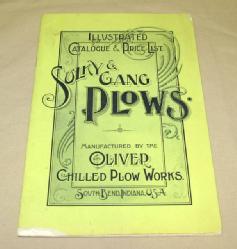 ILLUSTRATED
CATALOGUE & PRICE LIST
SULKY &
GANG
PLOWS.
MANUFACTURED BY THE
OLIVER
CHILLED PLOW WORKS.
SOUTH BEND, INDIANA, U.S.A.